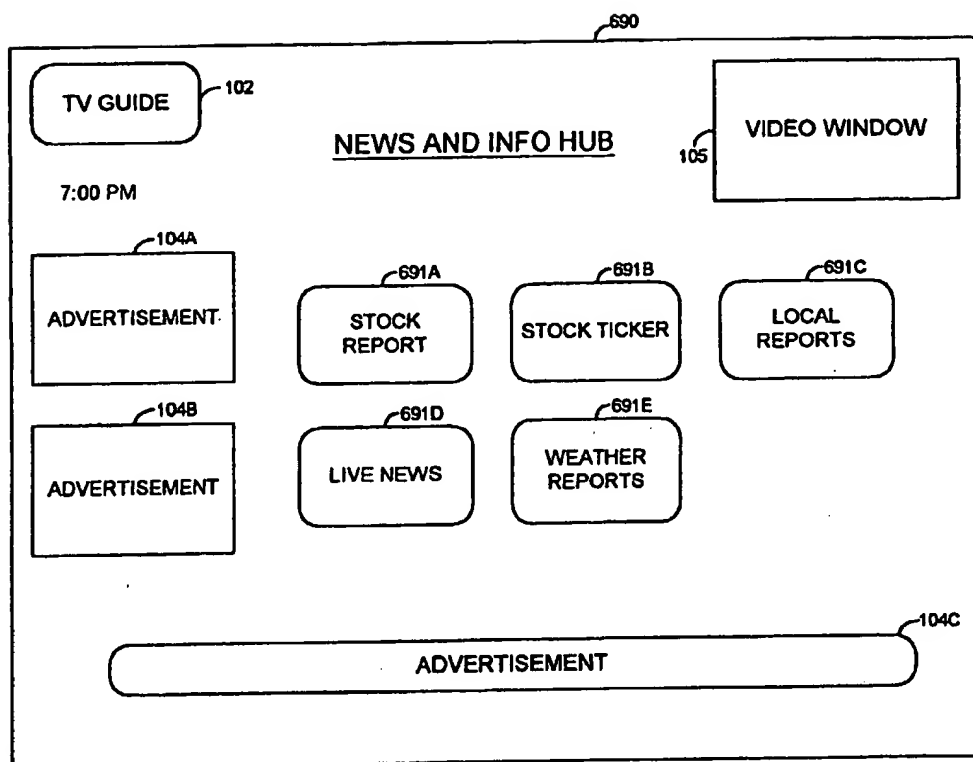 690
TV GUIDE
102
NEWS AND INFO HUB
105
VIDEO WINDOW
7:00 PM
104A
ADVERTISEMENT
691A
STOCK
REPORT
691B
STOCK TICKER
691C
LOCAL
REPORTS
104B
ADVERTISEMENT
691D
LIVE NEWS
691E
WEATHER
REPORTS
104C
ADVERTISEMENT